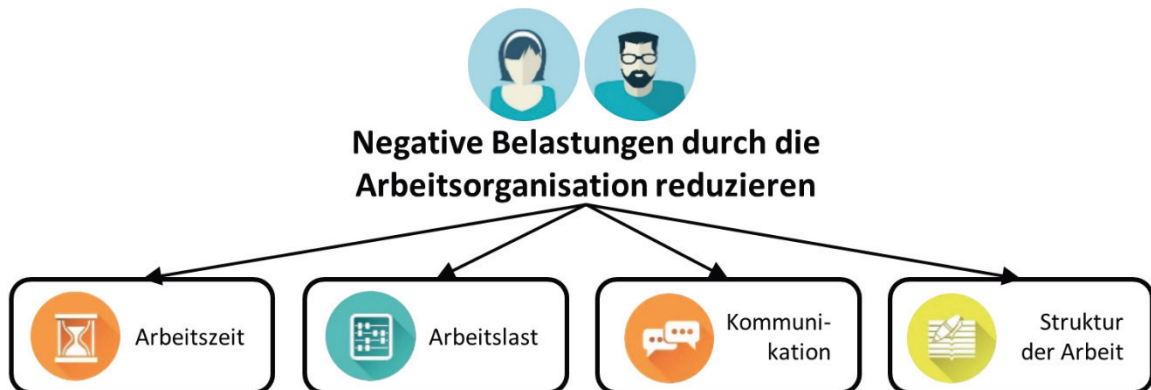 Negative Belastungen durch die
Arbeitsorganisation reduzieren
Arbeitszeit
Arbeitslast
Kommuni-
kation
Struktur
der Arbeit